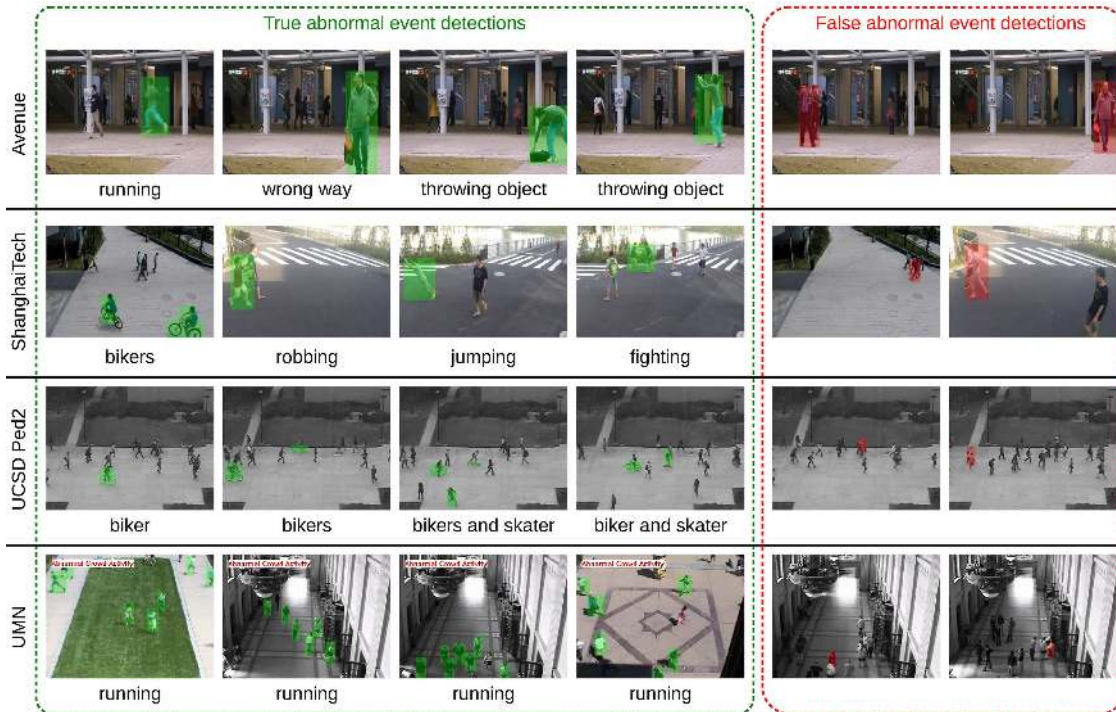 True abnormal event detections
False abnormal event detections
Avenue
running
wrong way
throwing object
throwing object
ShanghaiTech
bikers
robbing
jumping
fighting
UCSD Ped2
biker
bikers
bikers and skater
biker and skater
UMN
Abnormal Crowd Activity
Abnormal Crowd Activity
Abnormal Crowd Activity
Abnormal Crowd Activity
running
running
running
running